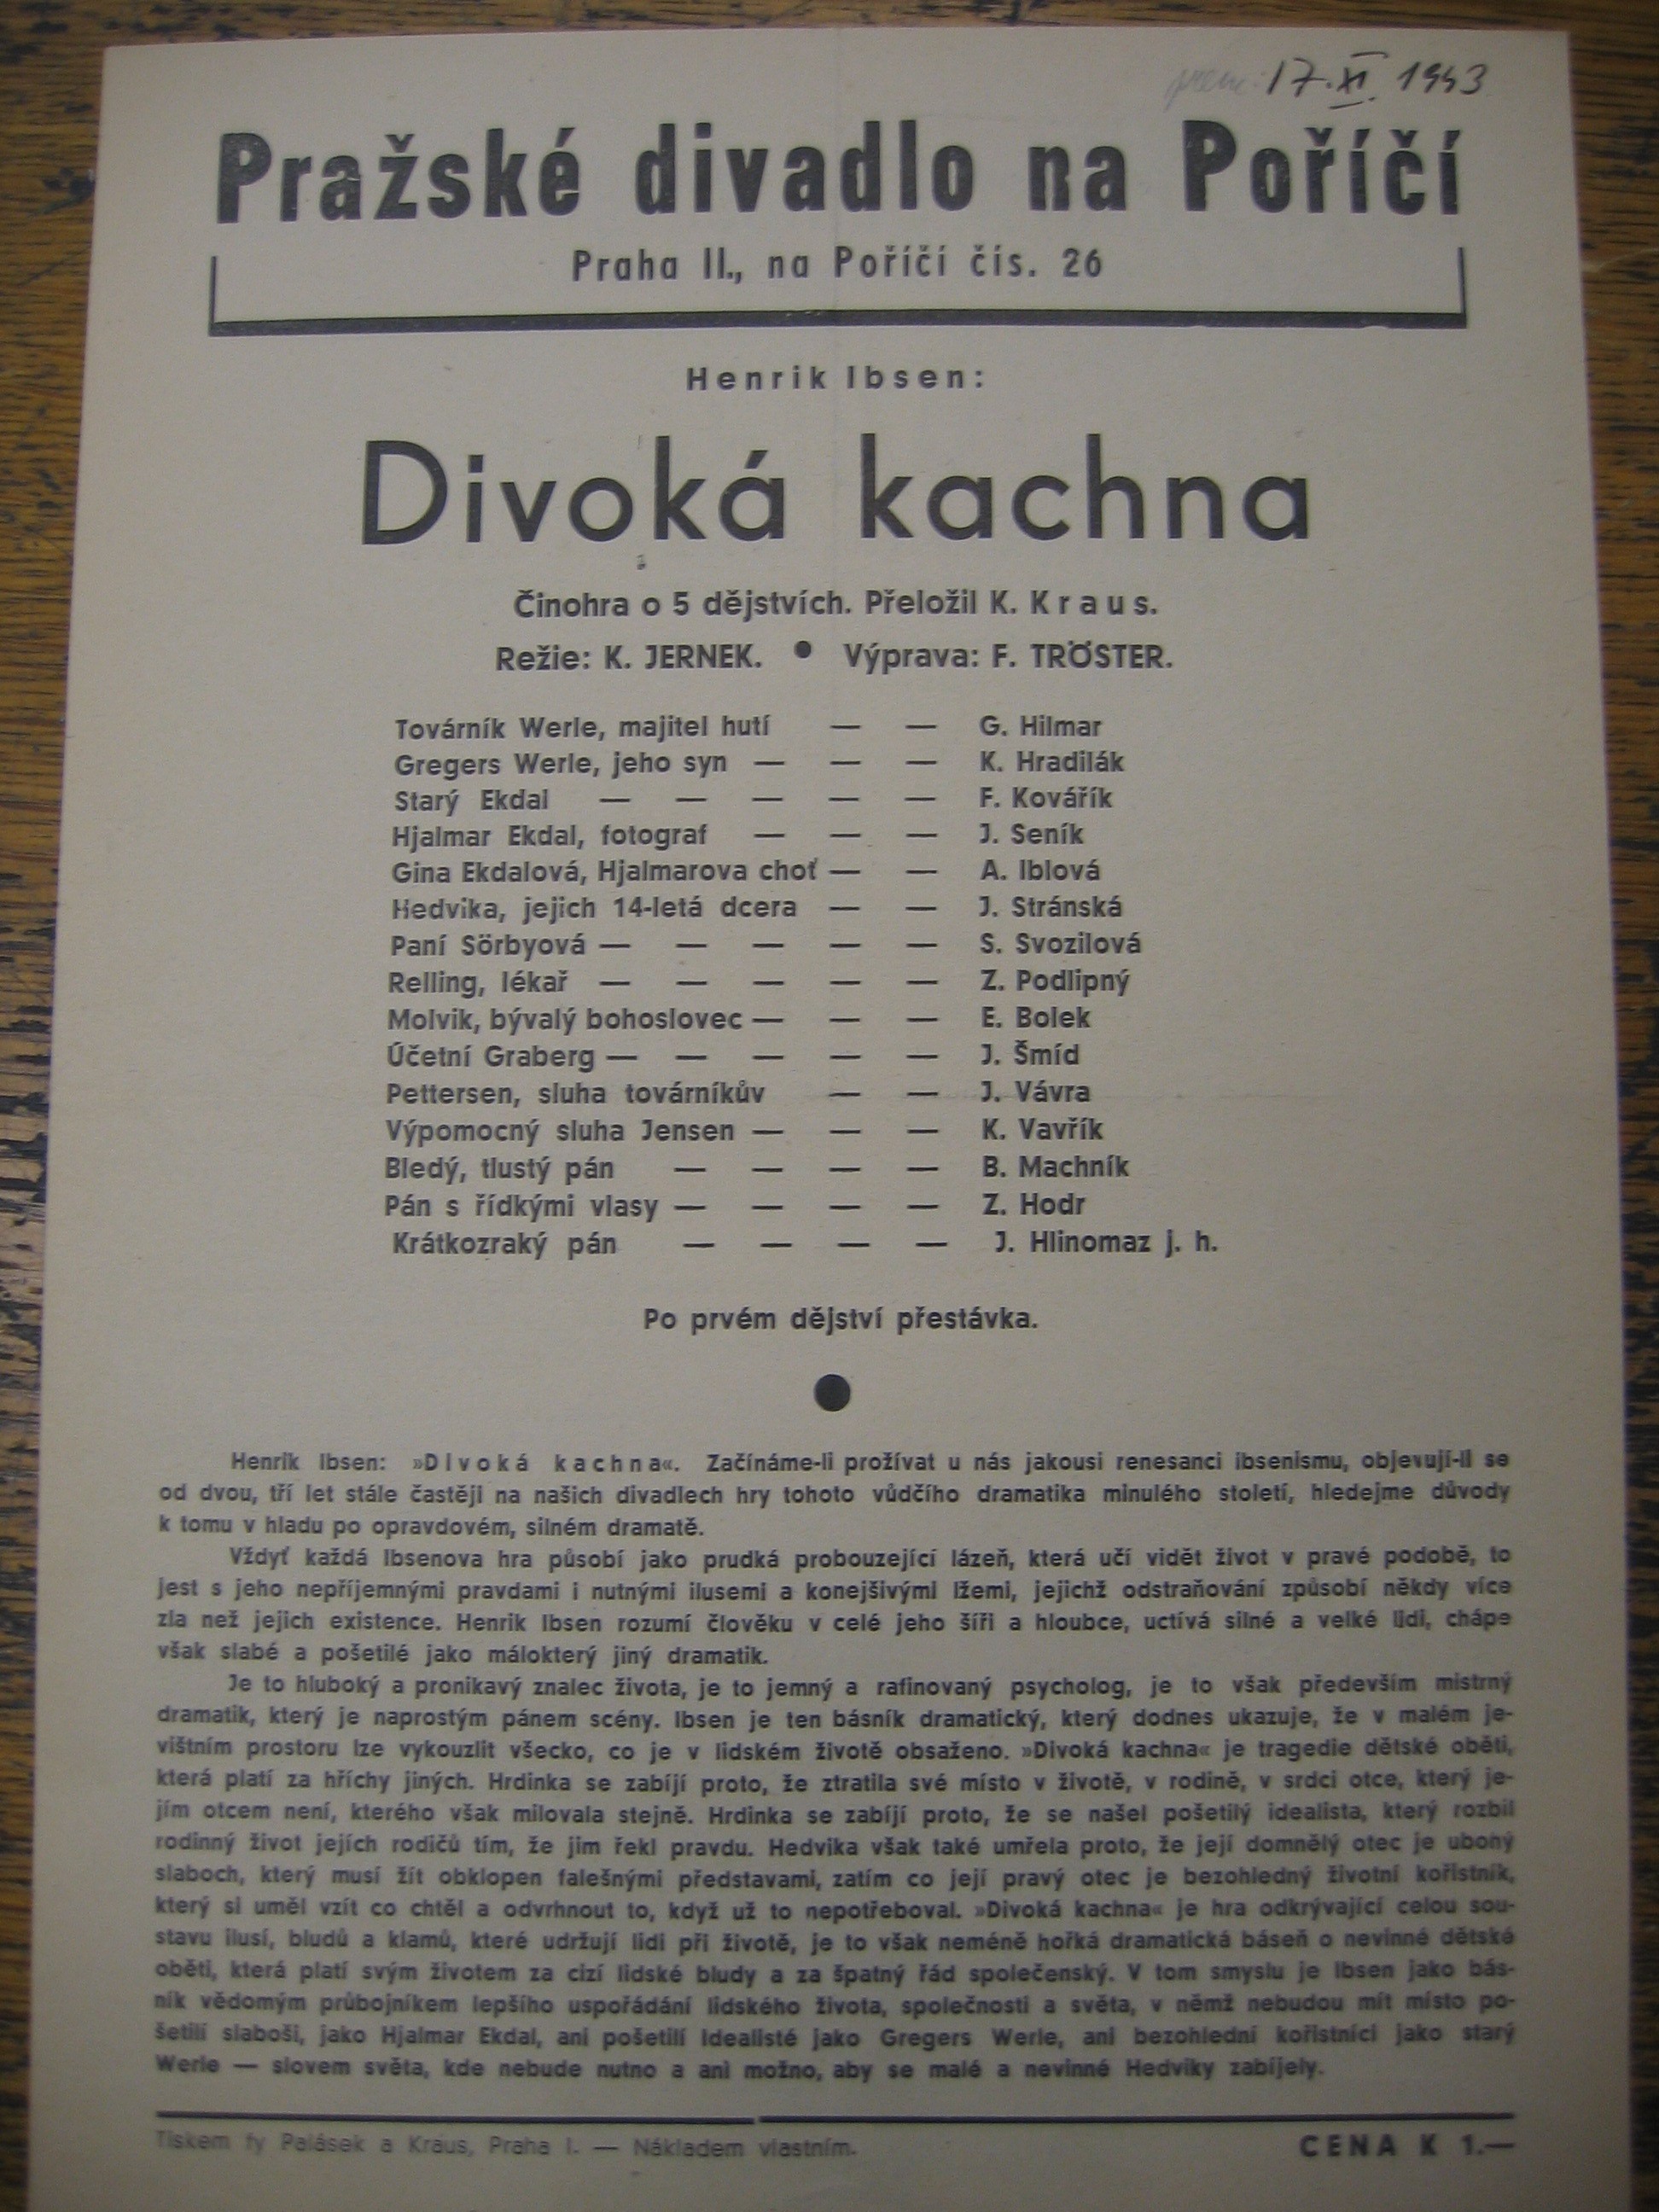 prem: 17. XI. 1943
Pražské divadlo na Poříčí
Praha II., na Poříčí čís. 26
Henrik Ibsen:
Divoká kachna
Činohra o 5 dějstvích. Přeložil K. Kraus.
Režie: K. JERNEK. ● Výprava: F. TRÖSTER.
Továrník Werle, majitel hutí — — G. Hilmar
Gregers Werle, jeho syn — — — K. Hradilák
Starý Ekdal — — — — — F. Kovářík
Hjalmar Ekdal, fotograf — — — J. Seník
Gina Ekdalová, Hjalmarova choť — — A. Iblová
Hedvika, jejich 14-letá dcera — — J. Stránská
Paní Sörbyová — — — — — S. Svozilová
Relling, lékař — — — — — Z. Podlipný
Molvik, bývalý bohoslovec — — — E. Bolek
Účetní Graberg — — — — — J. Šmíd
Pettersen, sluha továrníkův — — J. Vávra
Výpomocný sluha Jensen — — — K. Vavřík
Bledý, tlustý pán — — — — B. Machník
Pán s řídkými vlasy — — — — Z. Hodr
Krátkozraký pán — — — — J. Hlinomaz j. h.
Po prvém dějství přestávka.
●
Henrik Ibsen: »Divoká kachna«. Začínáme-li prožívat u nás jakousi renesanci ibsenismu, objevují-li se
od dvou, tří let stále častěji na našich divadlech hry tohoto vůdčího dramatika minulého století, hledejme důvody
k tomu v hladu po opravdovém, silném dramatě.
Vždyť každá Ibsenova hra působí jako prudká probouzející lázeň, která učí vidět život v pravé podobě, to
jest s jeho nepříjemnými pravdami i nutnými ilusemi a konejšivými lžemi, jejichž odstraňování způsobí někdy více
zla než jejich existence. Henrik Ibsen rozumí člověku v celé jeho šíři a hloubce, uctívá silné a velké lidi, chápe
však slabé a pošetilé jako málokterý jiný dramatik.
Je to hluboký a pronikavý znalec života, je to jemný a rafinovaný psycholog, je to však především mistrný
dramatik, který je naprostým pánem scény. Ibsen je ten básník dramatický, který dodnes ukazuje, že v malém je-
vištním prostoru lze vykouzlit všecko, co je v lidském životě obsaženo. »Divoká kachna« je tragedie dětské oběti,
která platí za hříchy jiných. Hrdinka se zabíjí proto, že ztratila své místo v životě, v rodině, v srdci otce, který je-
jím otcem není, kterého však milovala stejně. Hrdinka se zabíjí proto, že se našel pošetilý idealista, který rozbil
rodinný život jejích rodičů tím, že jim řekl pravdu. Hedvika však také umřela proto, že její domnělý otec je ubohý
slaboch, který musí žít obklopen falešnými představami, zatím co její pravý otec je bezohledný životní kořistník,
který si uměl vzít co chtěl a odvrhnout to, když už to nepotřeboval. »Divoká kachna« je hra odkrývající celou sou-
stavu ilusí, bludů a klamů, které udržují lidi při životě, je to však neméně hořká dramatická báseň o nevinné dětské
oběti, která platí svým životem za cizí lidské bludy a za špatný řád společenský. V tom smyslu je Ibsen jako bás-
ník vědomým průbojníkem lepšího uspořádání lidského života, společnosti a světa, v němž nebudou mít místo po-
šetilí slaboši, jako Hjalmar Ekdal, ani pošetilí idealisté jako Gregers Werle, ani bezohlední kořistníci jako starý
Werle — slovem světa, kde nebude nutno a ani možno, aby se malé a nevinné Hedviky zabíjely.
Tiskem fy Palásek a Kraus, Praha I. — Nákladem vlastním. CENA K 1.—